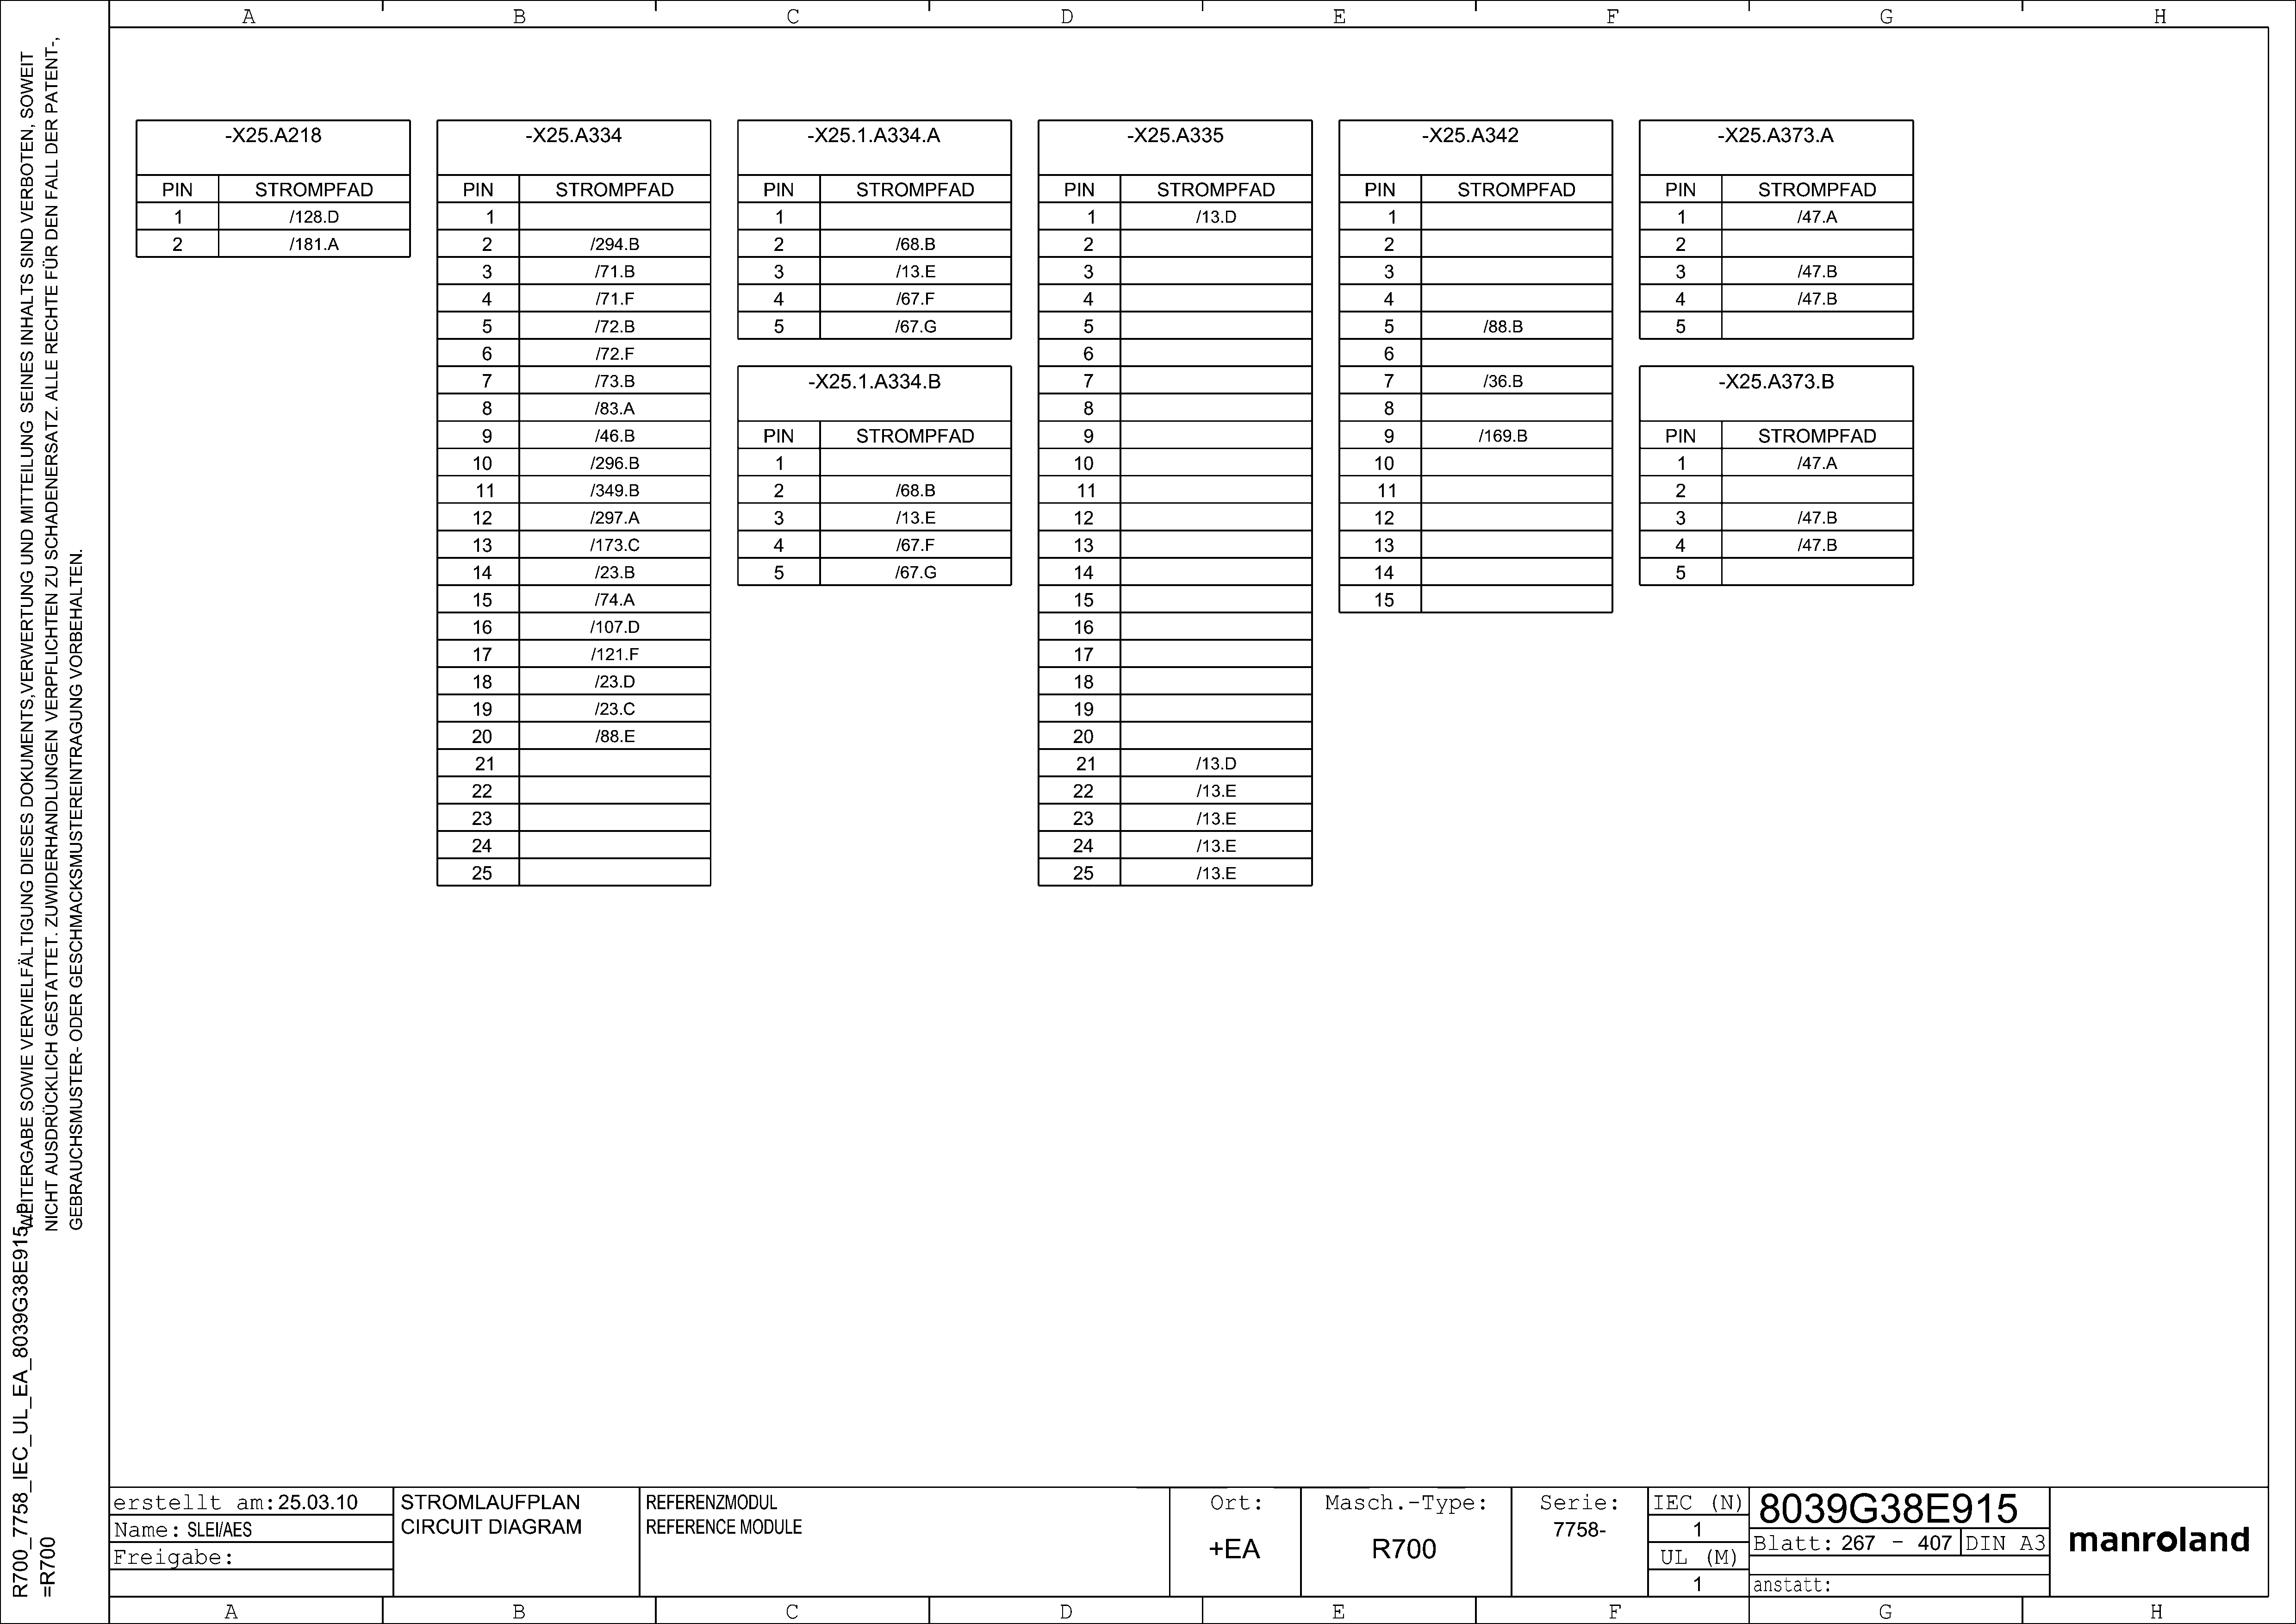 A B C D E F G H
WEITERGABE SOWIE VERVIELFÄLTIGUNG DIESES DOKUMENTS,VERWERTUNG UND MITTEILUNG SEINES INHALTS SIND VERBOTEN, SOWEIT
NICHT AUSDRÜCKLICH GESTATTET. ZUWIDERHANDLUNGEN VERPFLICHTEN ZU SCHADENERSATZ. ALLE RECHTE FÜR DEN FALL DER PATENT-,
GEBRAUCHSMUSTER- ODER GESCHMACKSMUSTEREINTRAGUNG VORBEHALTEN.
-X25.A218
PIN STROMPFAD
1 /128.D
2 /181.A
-X25.A334
PIN STROMPFAD
1
2 /294.B
3 /71.B
4 /71.F
5 /72.B
6 /72.F
7 /73.B
8 /83.A
9 /46.B
10 /296.B
11 /349.B
12 /297.A
13 /173.C
14 /23.B
15 /74.A
16 /107.D
17 /121.F
18 /23.D
19 /23.C
20 /88.E
21
22
23
24
25
-X25.1.A334.A
PIN STROMPFAD
1
2 /68.B
3 /13.E
4 /67.F
5 /67.G
-X25.1.A334.B
PIN STROMPFAD
1
2 /68.B
3 /13.E
4 /67.F
5 /67.G
-X25.A335
PIN STROMPFAD
1 /13.D
2
3
4
5
6
7
8
9
10
11
12
13
14
15
16
17
18
19
20
21 /13.D
22 /13.E
23 /13.E
24 /13.E
25 /13.E
-X25.A342
PIN STROMPFAD
1
2
3
4
5 /88.B
6
7 /36.B
8
9 /169.B
10
11
12
13
14
15
-X25.A373.A
PIN STROMPFAD
1 /47.A
2
3 /47.B
4 /47.B
5
-X25.A373.B
PIN STROMPFAD
1 /47.A
2
3 /47.B
4 /47.B
5
R700_7758_IEC_UL_EA_8039G38E915_D
=R700
erstellt am: 25.03.10
Name: SLEI/AES
Freigabe:
STROMLAUFPLAN
CIRCUIT DIAGRAM
REFERENZMODUL
REFERENCE MODULE
Ort:
+EA
Masch.-Type:
R700
Serie:
7758-
IEC (N)
1
UL (M)
1
8039G38E915
Blatt: 267 - 407 DIN A3
anstatt:
manroland
A B C D E F G H